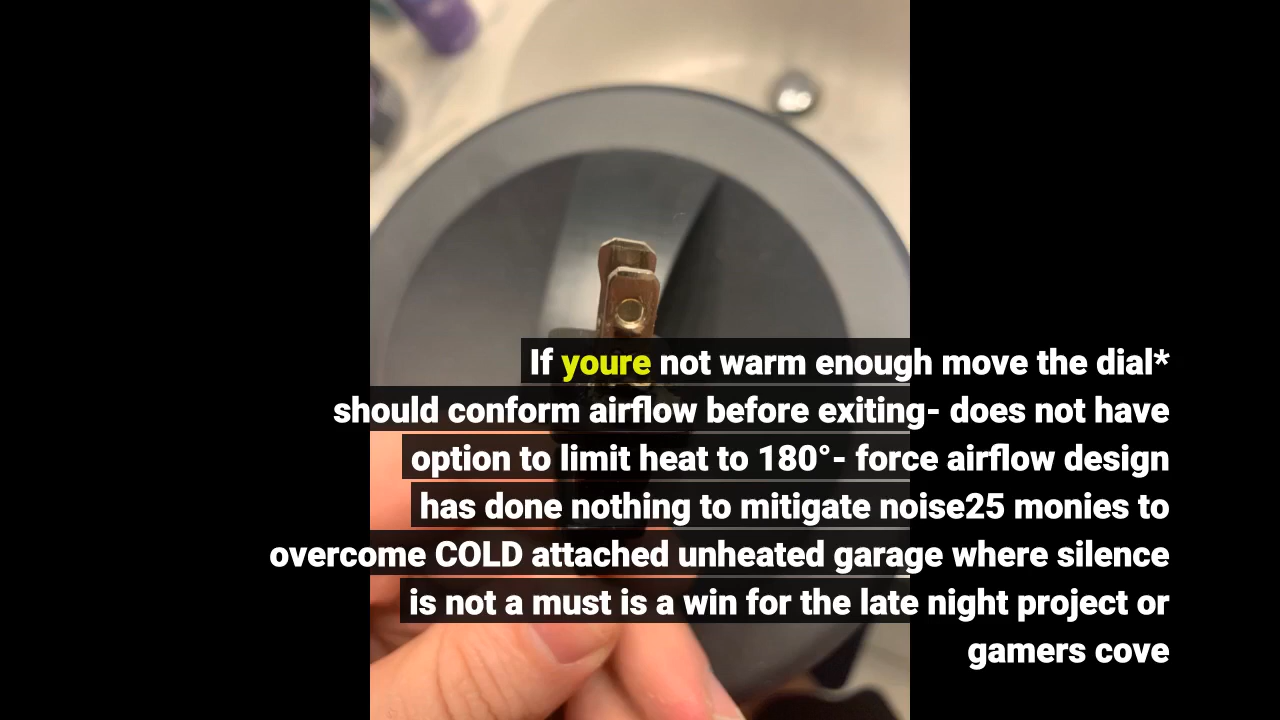 If youre not warm enough move the dial*
should conform airflow before exiting- does not have
option to limit heat to 180°- force airflow design
has done nothing to mitigate noise25 monies to
overcome COLD attached unheated garage where silence
is not a must is a win for the late night project or
gamers cove